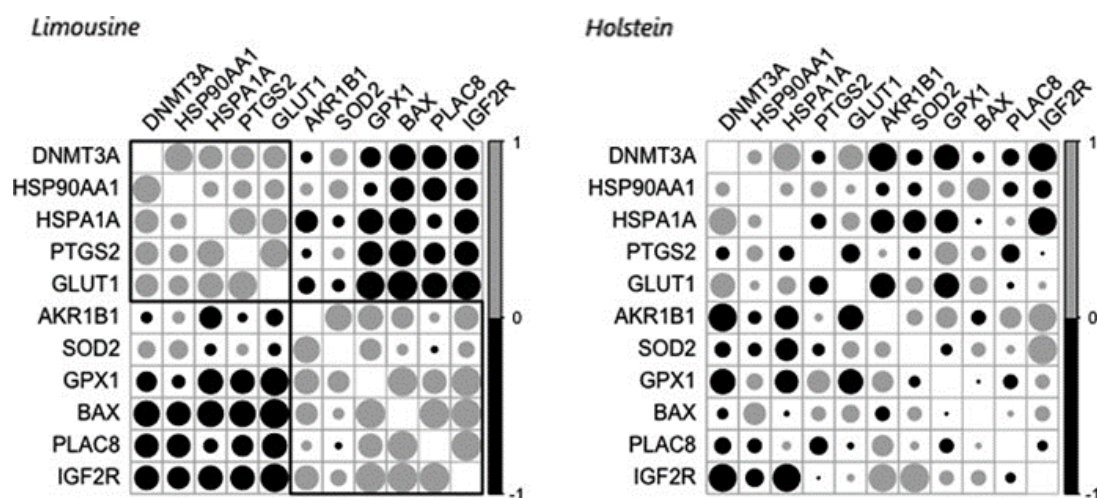 Limousine
DNMT3A HSP90AA1 HSPA1A PTGS2 GLUT1 AKR1B1 SOD2 GPX1 BAX PLAC8 IGF2R
DNMT3A
HSP90AA1
HSPA1A
PTGS2
GLUT1
AKR1B1
SOD2
GPX1
BAX
PLAC8
IGF2R
1
0
-1
Holstein
DNMT3A HSP90AA1 HSPA1A PTGS2 GLUT1 AKR1B1 SOD2 GPX1 BAX PLAC8 IGF2R
DNMT3A
HSP90AA1
HSPA1A
PTGS2
GLUT1
AKR1B1
SOD2
GPX1
BAX
PLAC8
IGF2R
1
0
-1